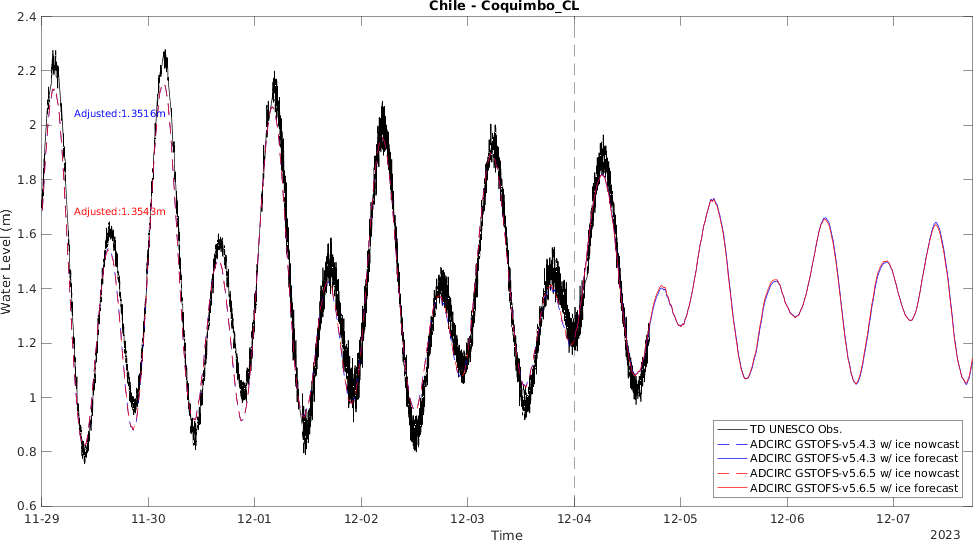 Chile - Coquimbo_CL
2.4
2.2
2
1.8
1.6
1.4
1.2
1
0.8
0.6
Water Level (m)
Adjusted:1.3516m
Adjusted:1.3543m
TD UNESCO Obs.
ADCIRC GSTOFS-v5.4.3 w/ ice nowcast
ADCIRC GSTOFS-v5.4.3 w/ ice forecast
ADCIRC GSTOFS-v5.6.5 w/ ice nowcast
ADCIRC GSTOFS-v5.6.5 w/ ice forecast
11-29 11-30 12-01 12-02 12-03 12-04 12-05 12-06 12-07
Time
2023